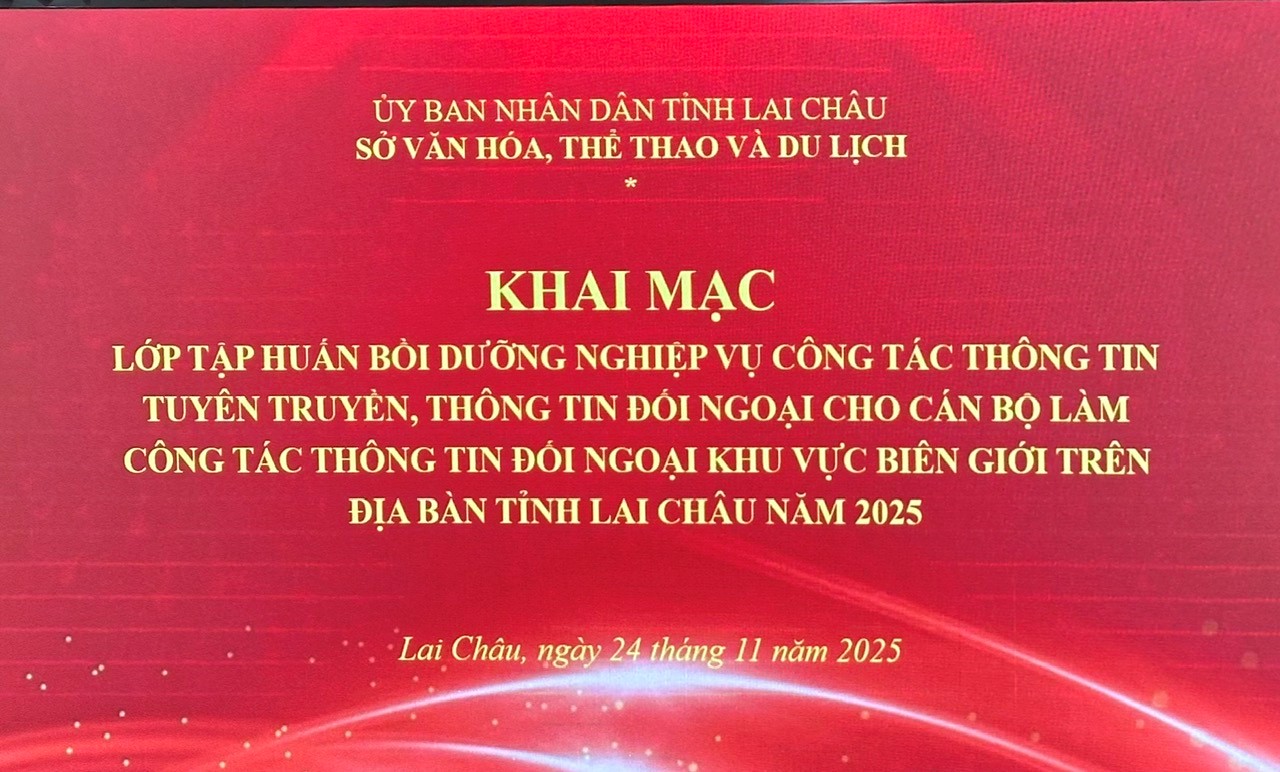 ỦY BAN NHÂN DÂN TỈNH LAI CHÂU
SỞ VĂN HÓA, THỂ THAO VÀ DU LỊCH
*
KHAI MẠC
LỚP TẬP HUẤN BỒI DƯỠNG NGHIỆP VỤ CÔNG TÁC THÔNG TIN
TUYÊN TRUYỀN, THÔNG TIN ĐỐI NGOẠI CHO CÁN BỘ LÀM
CÔNG TÁC THÔNG TIN ĐỐI NGOẠI KHU VỰC BIÊN GIỚI TRÊN
ĐỊA BÀN TỈNH LAI CHÂU NĂM 2025
Lai Châu, ngày 24 tháng 11 năm 2025